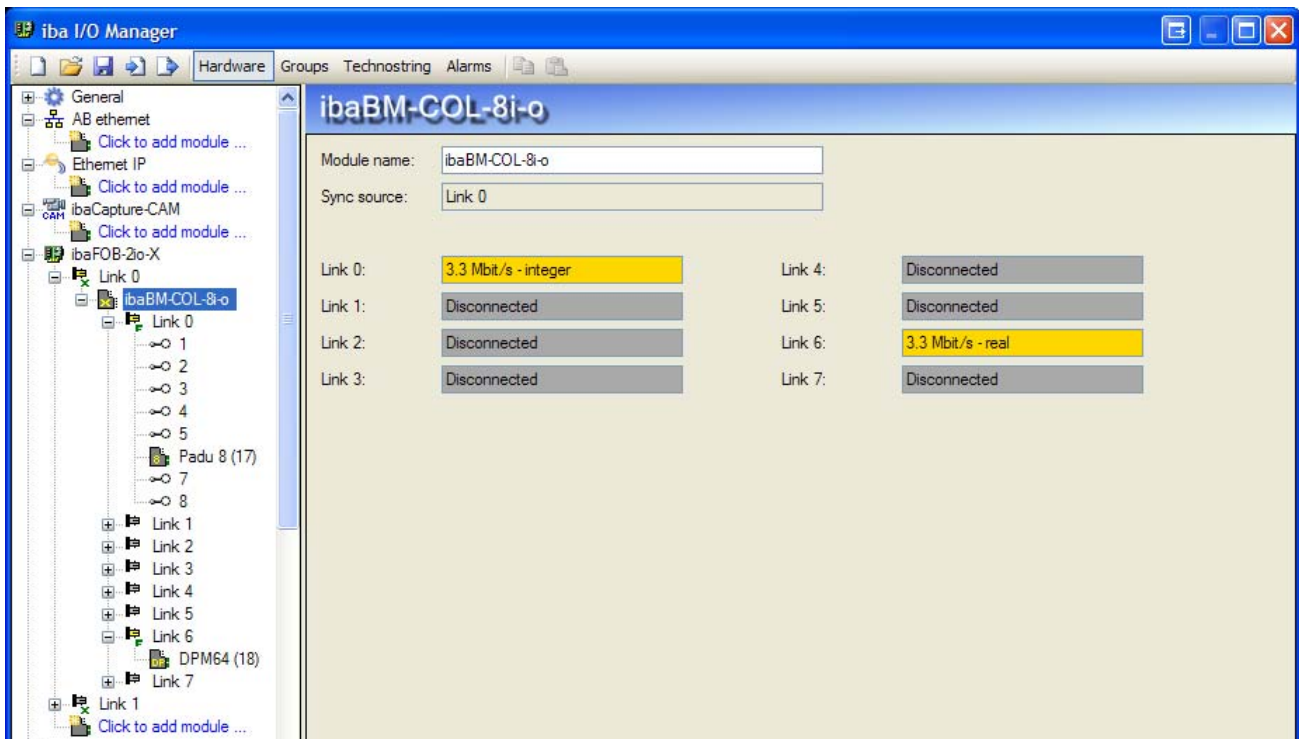 iba I/O Manager
Hardware Groups Technostring Alarms
General
AB ethernet
Click to add module ...
Ethernet IP
Click to add module ...
CAM ibaCapture-CAM
Click to add module ...
ibaFOB-2io-X
Link 0
ibaBM-COL-8i-o
Link 0
1
2
3
4
5
Padu 8 (17)
7
8
Link 1
Link 2
Link 3
Link 4
Link 5
Link 6
DPM64 (18)
Link 7
Link 1
Click to add module ...
ibaBM-COL-8i-o
Module name: ibaBM-COL-8i-o
Sync source: Link 0
Link 0: 3.3 Mbit/s - integer Link 4: Disconnected
Link 1: Disconnected Link 5: Disconnected
Link 2: Disconnected Link 6: 3.3 Mbit/s - real
Link 3: Disconnected Link 7: Disconnected